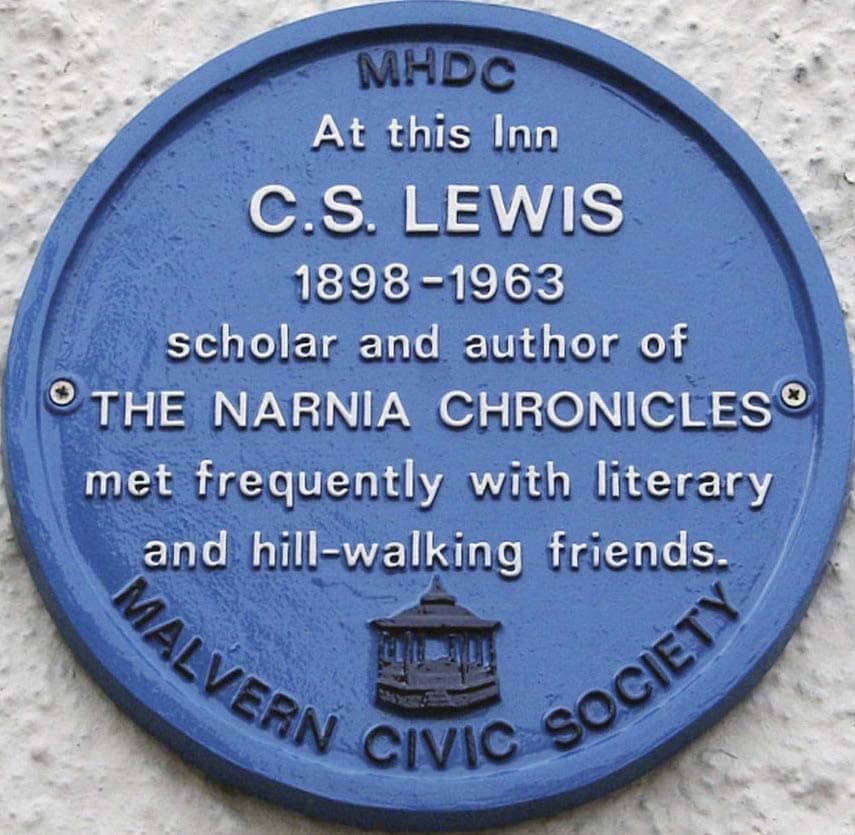 MHDC
At this Inn
C.S. LEWIS
1898-1963
scholar and author of
THE NARNIA CHRONICLES
met frequently with literary
and hill-walking friends.
MALVERN CIVIC SOCIETY